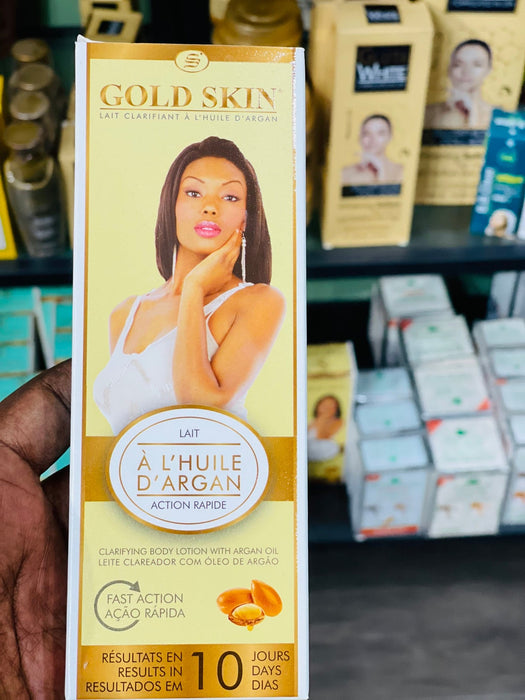 GOLD SKIN®
LAIT CLARIFIANT À L'HUILE D'ARGAN
LAIT
À L'HUILE
D'ARGAN
ACTION RAPIDE
CLARIFYING BODY LOTION WITH ARGAN OIL
LEITE CLAREADOR COM ÓLEO DE ARGÃO
FAST ACTION
AÇÃO RÁPIDA
RÉSULTATS EN
RESULTS IN
RESULTADOS EM
10
JOURS
DAYS
DIAS
WHITE
WHITE